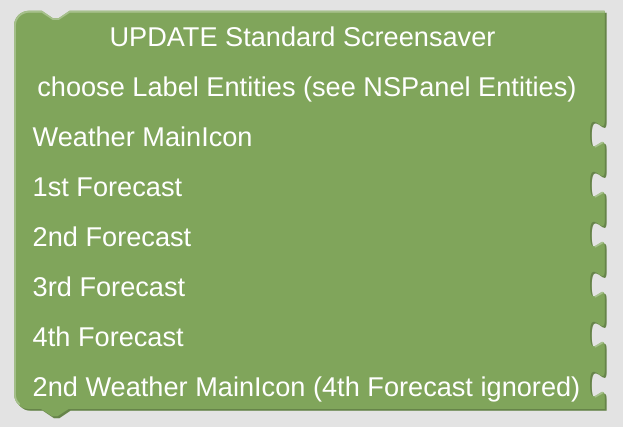 UPDATE Standard Screensaver
choose Label Entities (see NSPanel Entities)
Weather MainIcon
1st Forecast
2nd Forecast
3rd Forecast
4th Forecast
2nd Weather MainIcon (4th Forecast ignored)